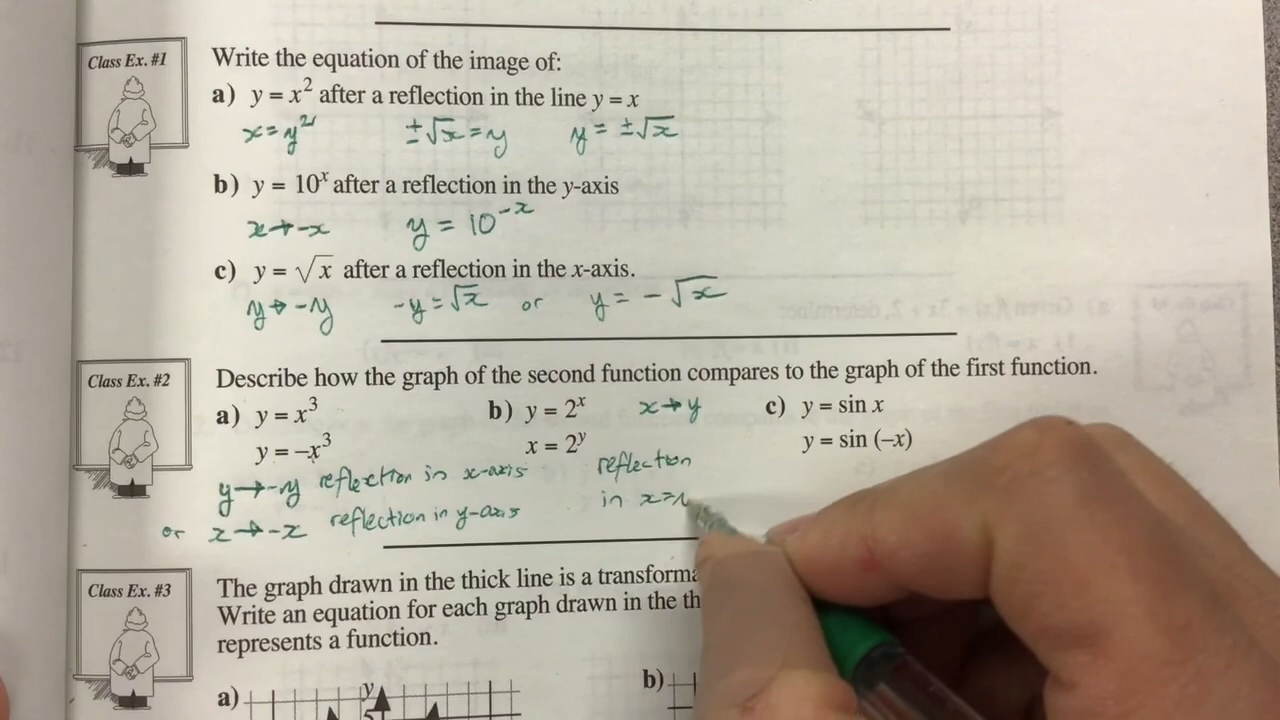 Class Ex. #1
Write the equation of the image of:
a) y = x² after a reflection in the line y = x
x = y² ±√x = y y = ±√x
b) y = 10ˣ after a reflection in the y-axis
x → -x y = 10⁻ˣ
c) y = √x after a reflection in the x-axis.
y → -y -y = √x or y = -√x
Class Ex. #2
Describe how the graph of the second function compares to the graph of the first function.
a) y = x³ b) y = 2ˣ x → y c) y = sin x
y = –x³ x = 2ʸ y = sin (–x)
y → -y reflection in x-axis reflection
or x → -x reflection in y-axis in x =
Class Ex. #3
The graph drawn in the thick line is a
Write an equation for each graph drawn in the
represents a function.
a) y b)
5